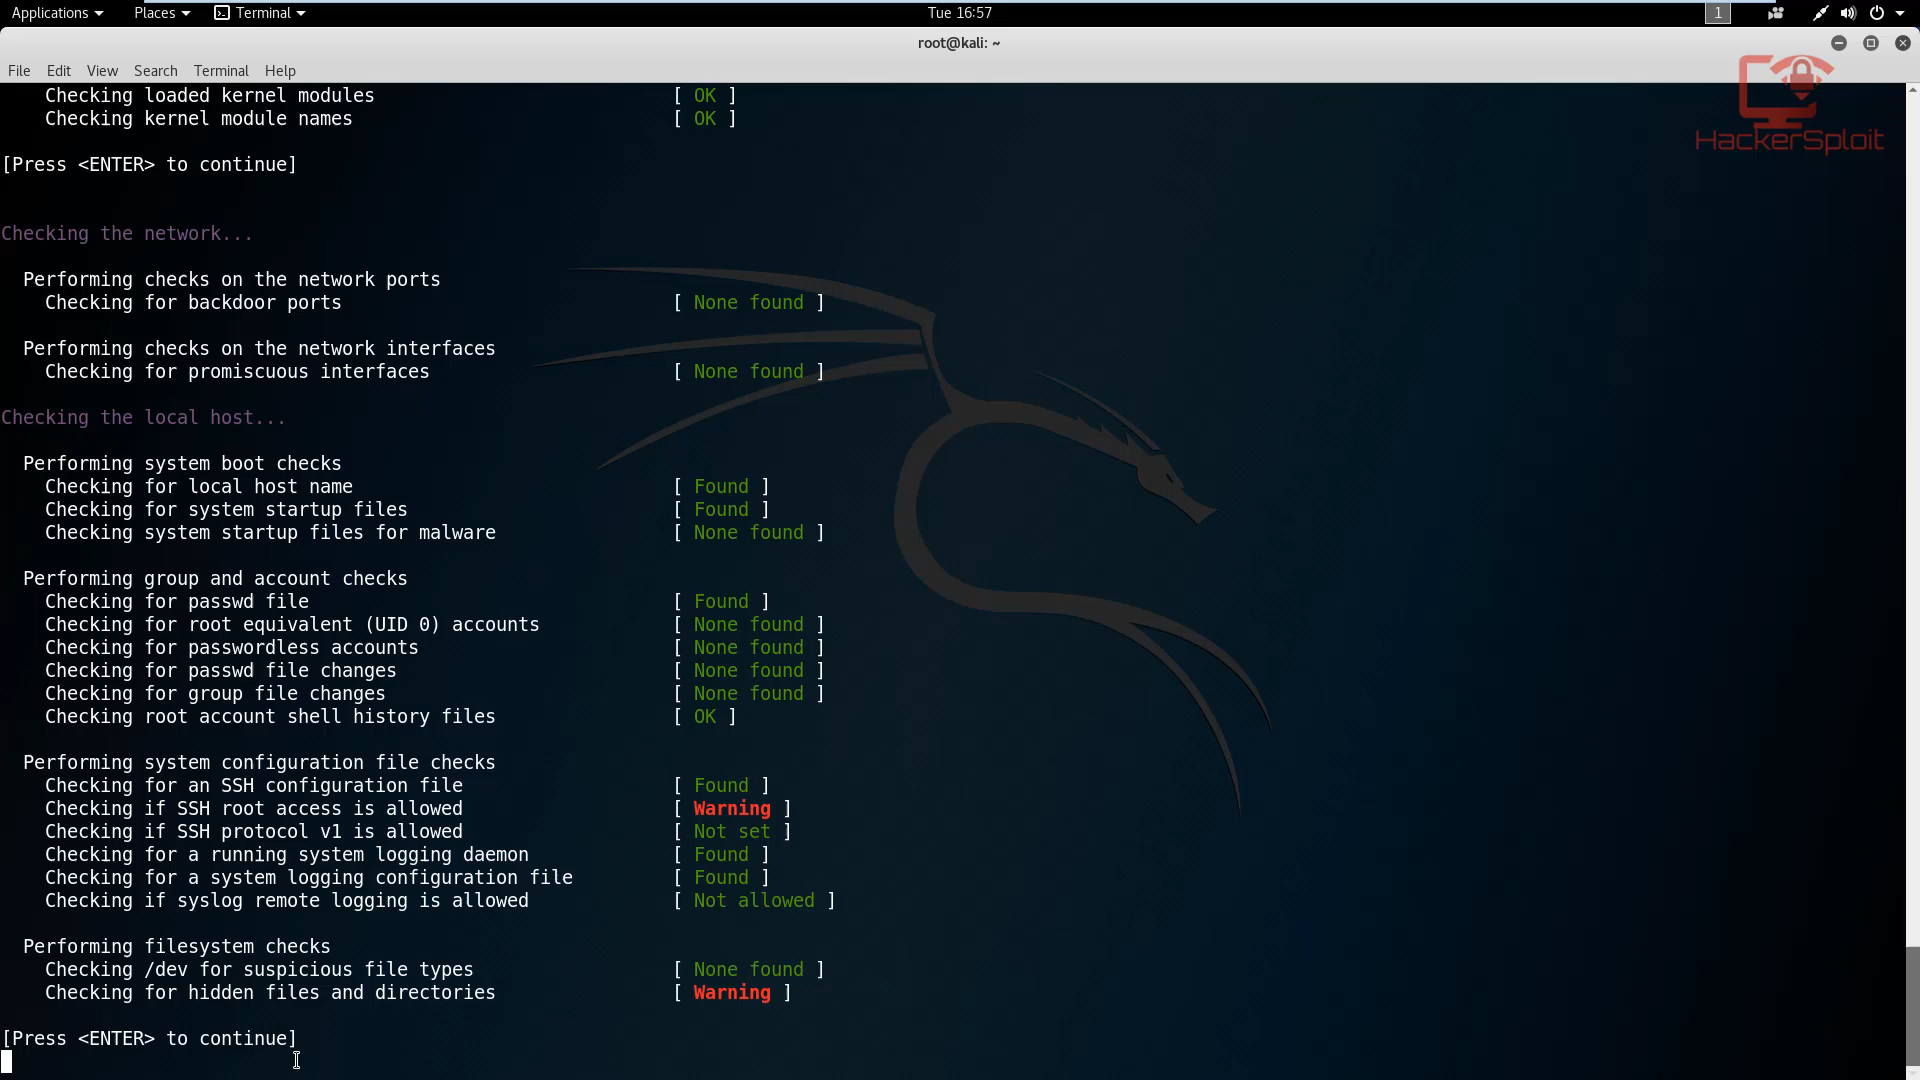 Applications Places Terminal Tue 16:57 1
root@kali: ~
File Edit View Search Terminal Help
HackerSploit
Checking loaded kernel modules [ OK ]
Checking kernel module names [ OK ]
[Press <ENTER> to continue]
Checking the network...
Performing checks on the network ports
Checking for backdoor ports [ None found ]
Performing checks on the network interfaces
Checking for promiscuous interfaces [ None found ]
Checking the local host...
Performing system boot checks
Checking for local host name [ Found ]
Checking for system startup files [ Found ]
Checking system startup files for malware [ None found ]
Performing group and account checks
Checking for passwd file [ Found ]
Checking for root equivalent (UID 0) accounts [ None found ]
Checking for passwordless accounts [ None found ]
Checking for passwd file changes [ None found ]
Checking for group file changes [ None found ]
Checking root account shell history files [ OK ]
Performing system configuration file checks
Checking for an SSH configuration file [ Found ]
Checking if SSH root access is allowed [ Warning ]
Checking if SSH protocol v1 is allowed [ Not set ]
Checking for a running system logging daemon [ Found ]
Checking for a system logging configuration file [ Found ]
Checking if syslog remote logging is allowed [ Not allowed ]
Performing filesystem checks
Checking /dev for suspicious file types [ None found ]
Checking for hidden files and directories [ Warning ]
[Press <ENTER> to continue]